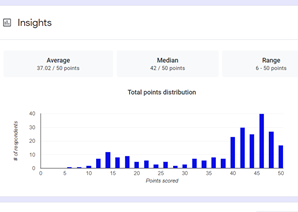 Insights
Average
37.02 / 50 points
Median
42 / 50 points
Range
6 - 50 points
Total points distribution
# of respondents
40
30
20
10
0
0 5 10 15 20 25 30 35 40 45 50
Points scored